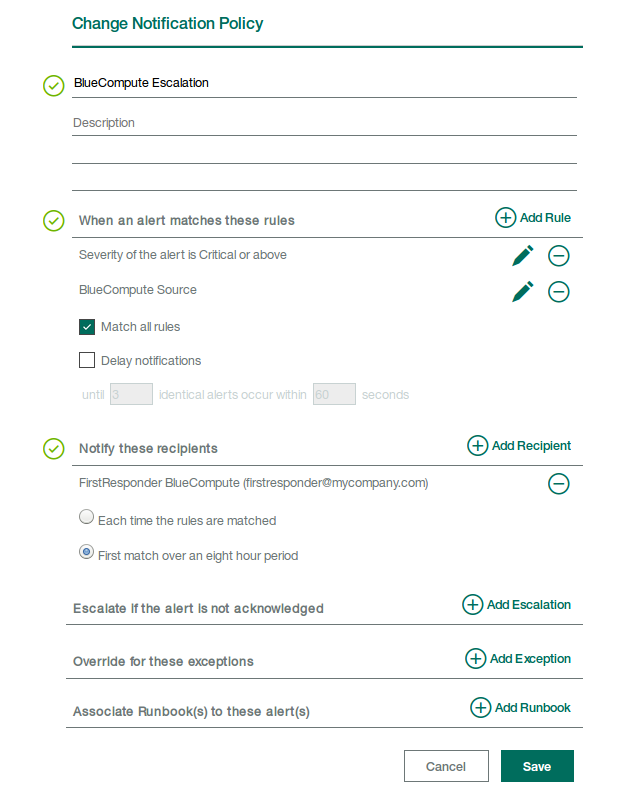 Change Notification Policy
BlueCompute Escalation
Description
When an alert matches these rules
Add Rule
Severity of the alert is Critical or above
BlueCompute Source
Match all rules
Delay notifications
until 3 identical alerts occur within 60 seconds
Notify these recipients
Add Recipient
FirstResponder BlueCompute (firstresponder@mycompany.com)
Each time the rules are matched
First match over an eight hour period
Escalate if the alert is not acknowledged
Add Escalation
Override for these exceptions
Add Exception
Associate Runbook(s) to these alert(s)
Add Runbook
Cancel
Save